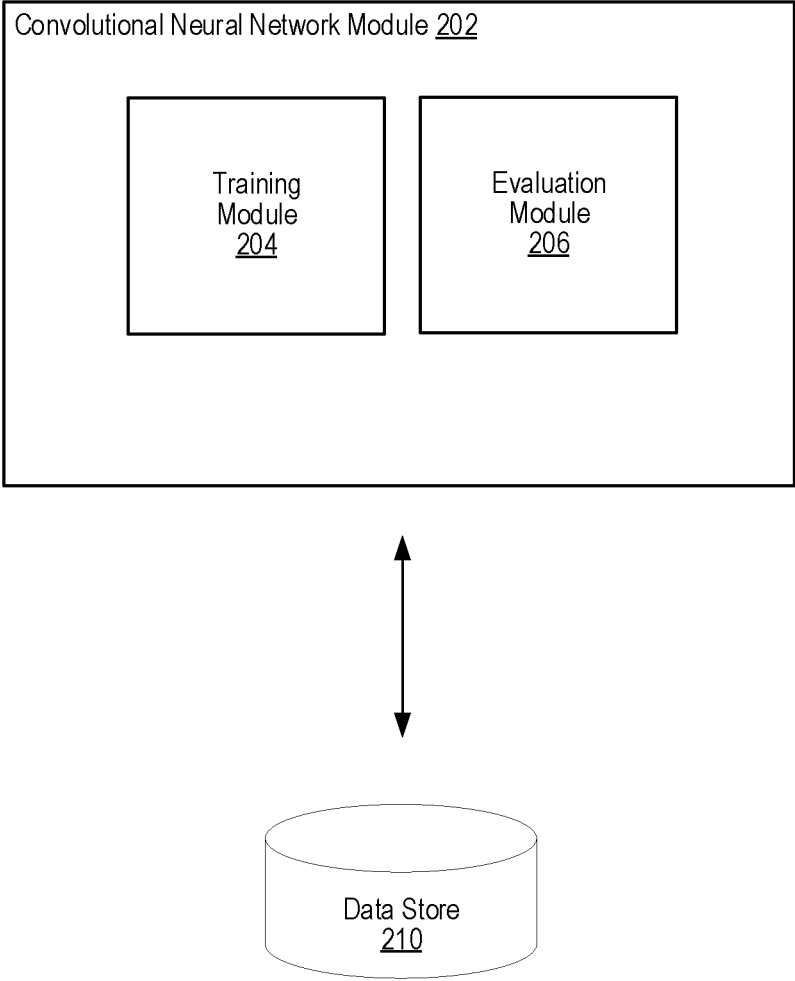 Convolutional Neural Network Module 202
Training
Module
204
Evaluation
Module
206
Data Store
210